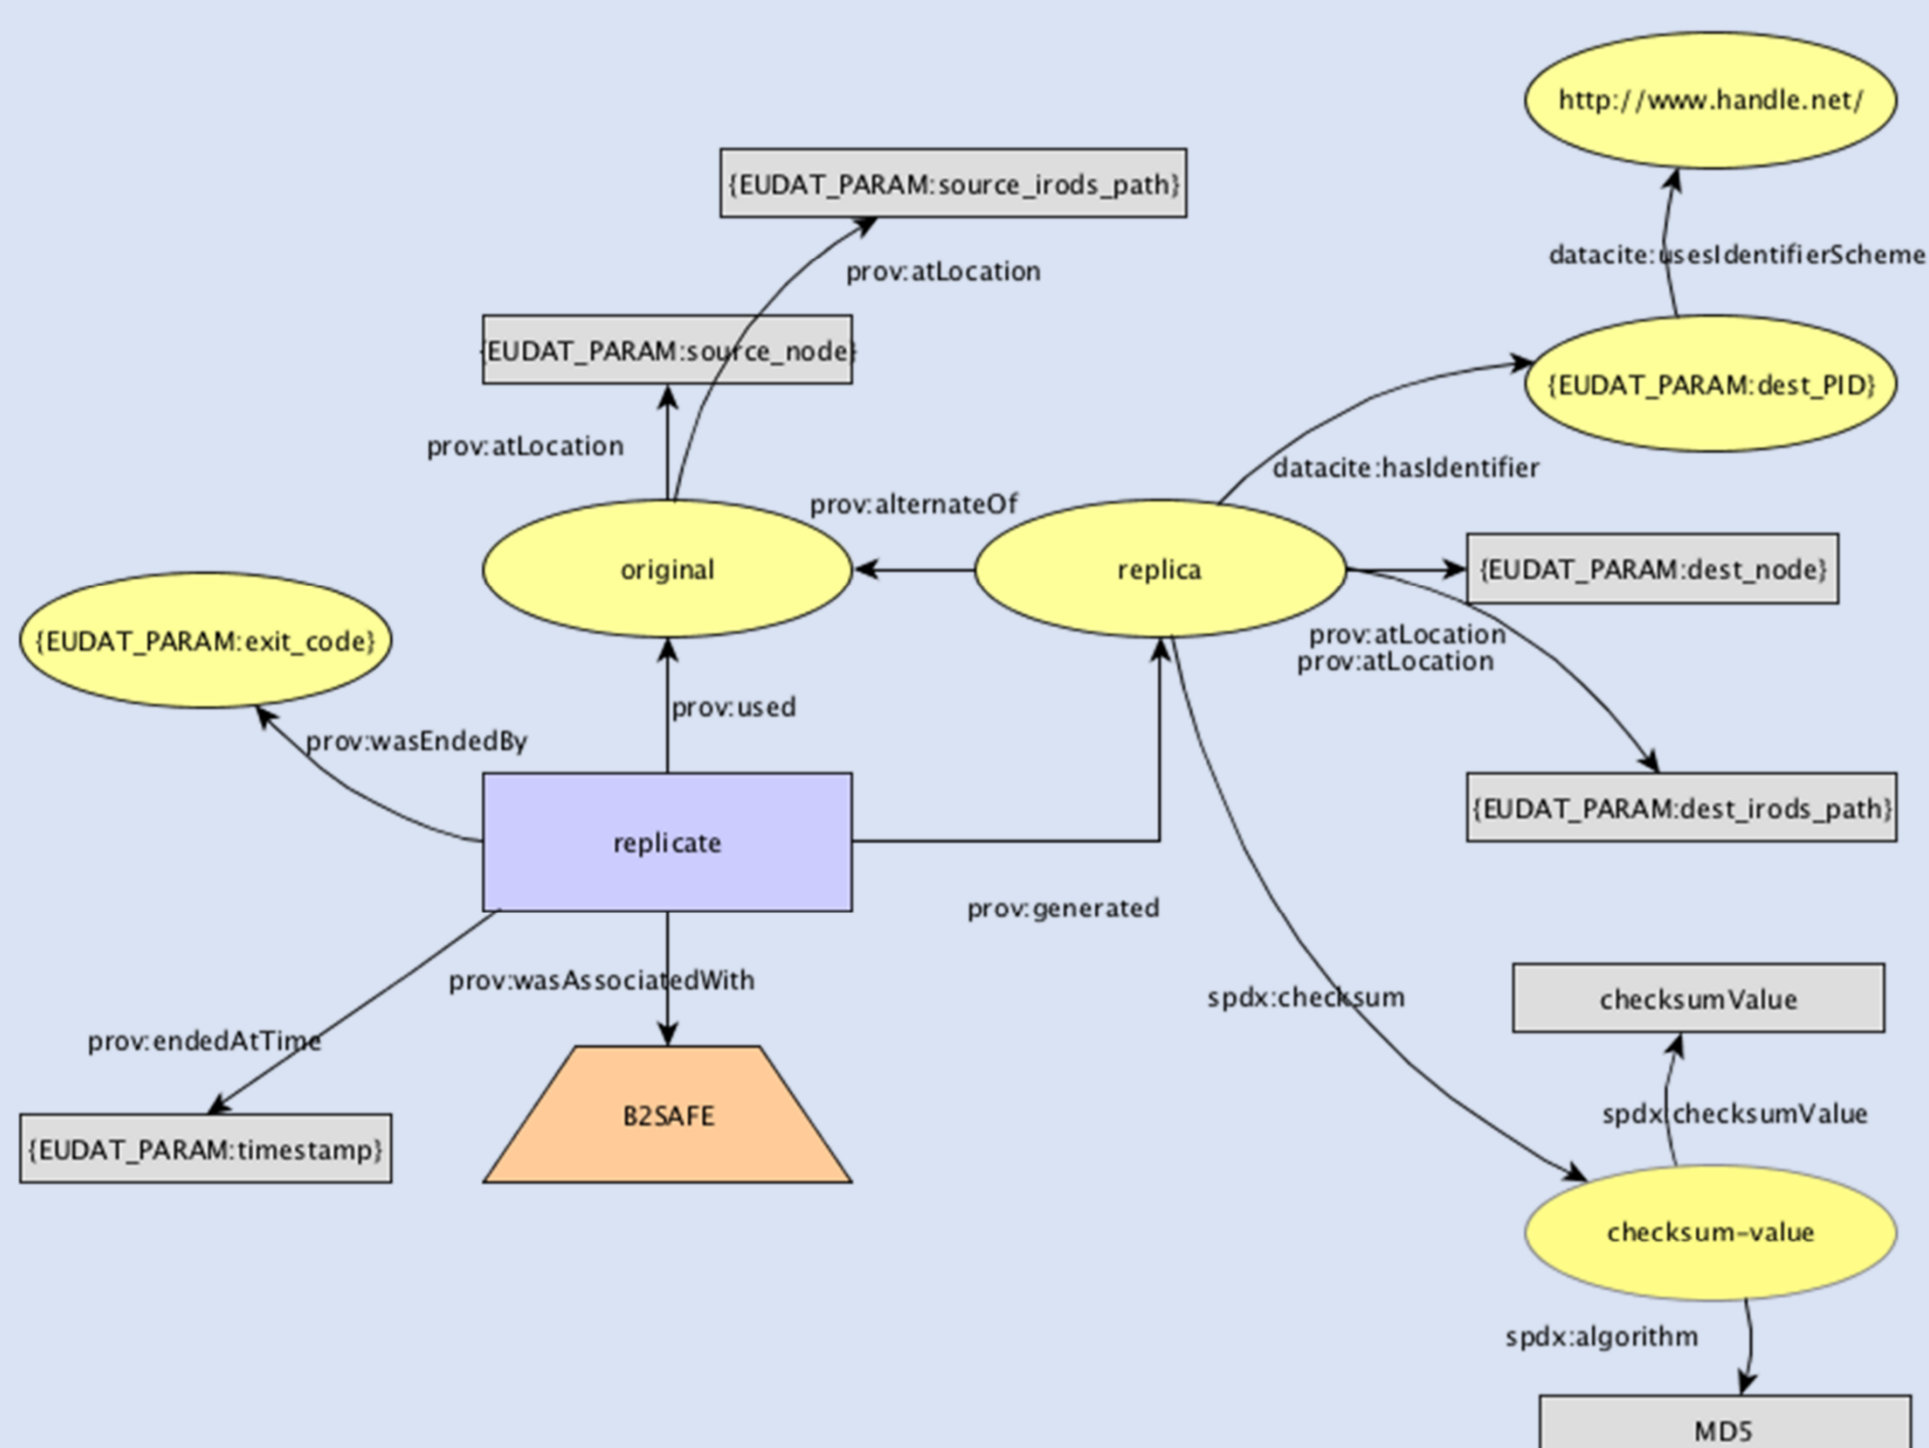 http://www.handle.net/
{EUDAT_PARAM:source_irods_path}
datacite:usesIdentifierScheme
prov:atLocation
{EUDAT_PARAM:source_node}
{EUDAT_PARAM:dest_PID}
prov:atLocation
datacite:hasIdentifier
prov:alternateOf
original
replica
{EUDAT_PARAM:dest_node}
{EUDAT_PARAM:exit_code}
prov:atLocation
prov:atLocation
prov:used
prov:wasEndedBy
{EUDAT_PARAM:dest_irods_path}
replicate
prov:generated
prov:wasAssociatedWith
spdx:checksum
checksumValue
prov:endedAtTime
B2SAFE
spdx:checksumValue
{EUDAT_PARAM:timestamp}
checksum-value
spdx:algorithm
MD5